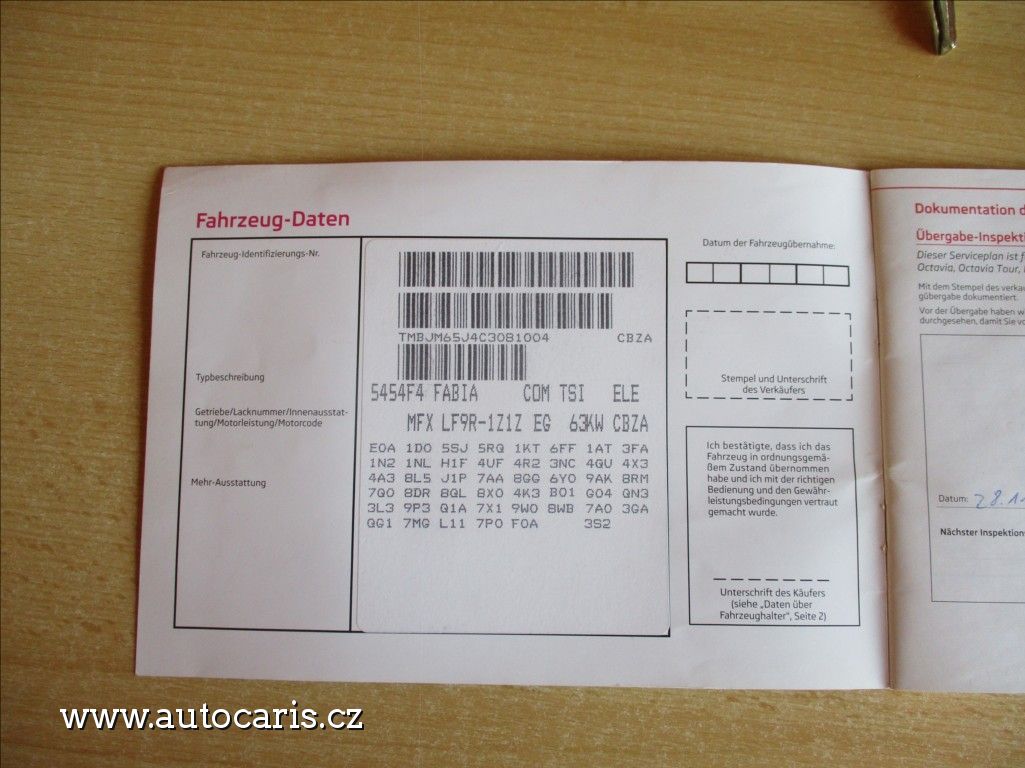 Fahrzeug-Daten
Fahrzeug-Identifizierungs-Nr.
TMBJM65J4C3081004 CBZA
Typbeschreibung
5454F4 FABIA COM TSI ELE
Getriebe/Lacknummer/Innenausstat-
tung/Motorleistung/Motorcode
MFX LF9R-1Z1Z EG 63KW CBZA
Mehr-Ausstattung
E0A 1D0 5SJ 5RQ 1KT 6FF 1AT 3FA
1N2 1NL H1F 4UF 4R2 3NC 4GU 4X3
4A3 8L5 J1P 7AA 8GG 6Y0 9AK 8RM
7Q0 8DR 8QL 8X0 4K3 B01 G04 QN3
3L3 9P3 Q1A 7X1 9W0 8WB 7A0 3GA
QG1 7MG L11 7P0 F0A 3S2
Datum der Fahrzeugübernahme:
Stempel und Unterschrift
des Verkäufers
Ich bestätige, dass ich das
Fahrzeug in ordnungsgemä-
ßem Zustand übernommen
habe und ich mit der richtigen
Bedienung und den Gewähr-
leistungsbedingungen vertraut
gemacht wurde.
Unterschrift des Käufers
(siehe „Daten über
Fahrzeughalter", Seite 2)
Dokumentation d
Übergabe-Inspekti
Dieser Serviceplan ist f
Octavia, Octavia Tour,
Mit dem Stempel des verka
gübergabe dokumentiert.
Vor der Übergabe haben w
durchgesehen, damit Sie vo
Datum: 28.1
Nächster Inspektion
www.autocaris.cz